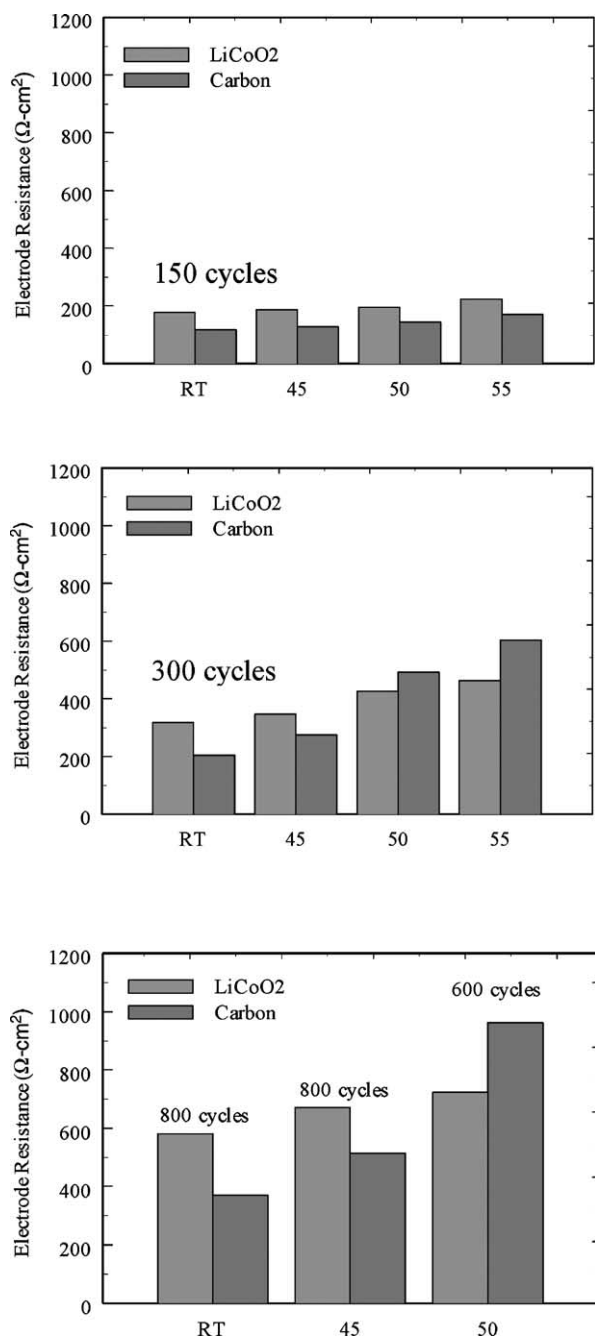 1200
LiCoO2
Carbon
1000
800
600
400
200
0
Electrode Resistance (Ω-cm²)
150 cycles
RT 45 50 55
1200
LiCoO2
Carbon
1000
800
600
400
200
0
Electrode Resistance (Ω-cm²)
300 cycles
RT 45 50 55
1200
LiCoO2
Carbon
1000
800
600
400
200
0
Electrode Resistance (Ω-cm²)
800 cycles
800 cycles
600 cycles
RT 45 50